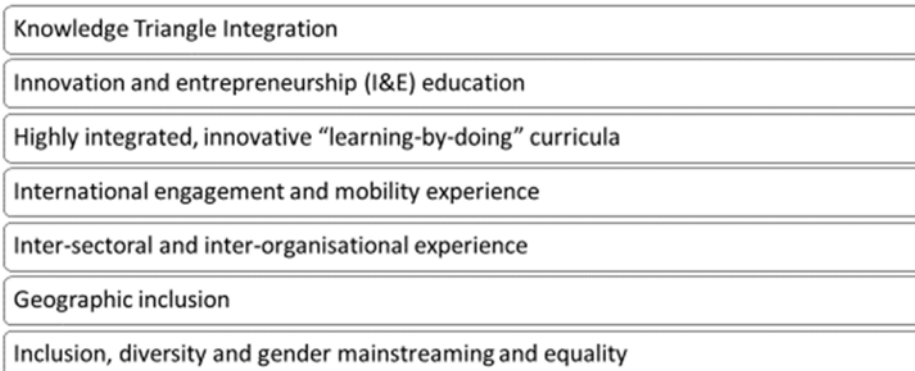 Knowledge Triangle Integration
Innovation and entrepreneurship (I&E) education
Highly integrated, innovative “learning-by-doing” curricula
International engagement and mobility experience
Inter-sectoral and inter-organisational experience
Geographic inclusion
Inclusion, diversity and gender mainstreaming and equality